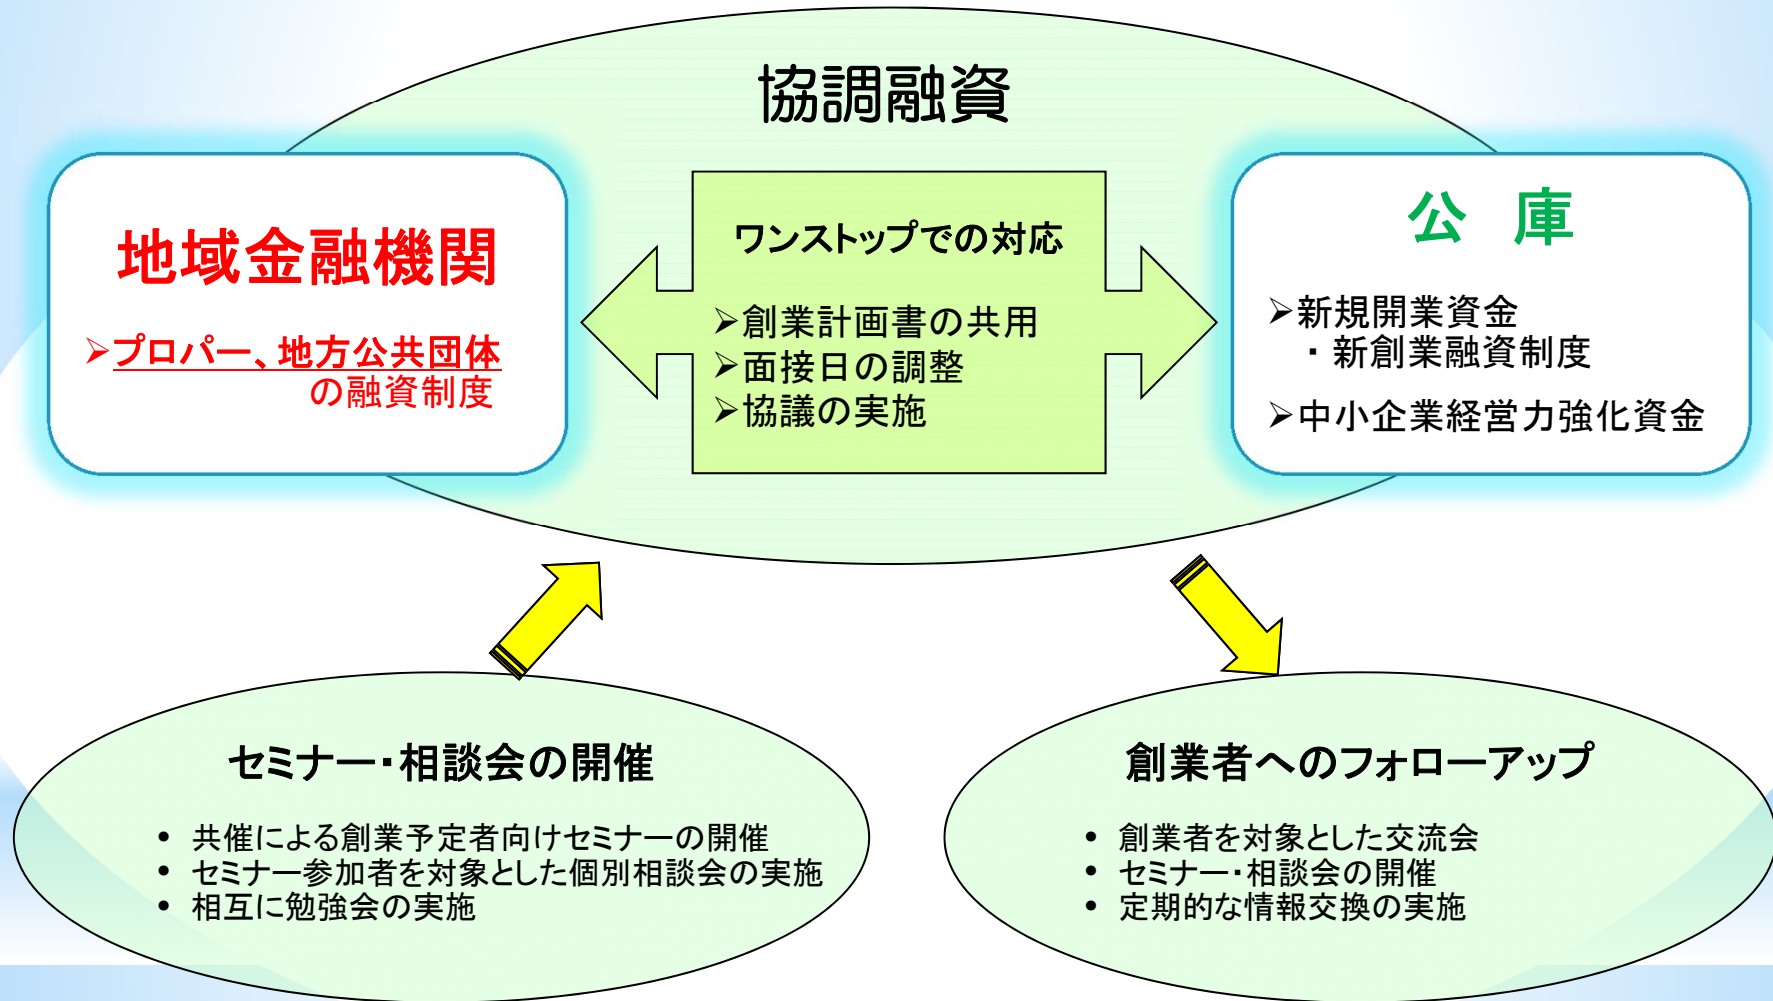 協調融資
地域金融機関
➢プロパー、地方公共団体
の融資制度
ワンストップでの対応
➢創業計画書の共用
➢面接日の調整
➢協議の実施
公　庫
➢新規開業資金
・新創業融資制度
➢中小企業経営力強化資金
セミナー・相談会の開催
• 共催による創業予定者向けセミナーの開催
• セミナー参加者を対象とした個別相談会の実施
• 相互に勉強会の実施
創業者へのフォローアップ
• 創業者を対象とした交流会
• セミナー・相談会の開催
• 定期的な情報交換の実施